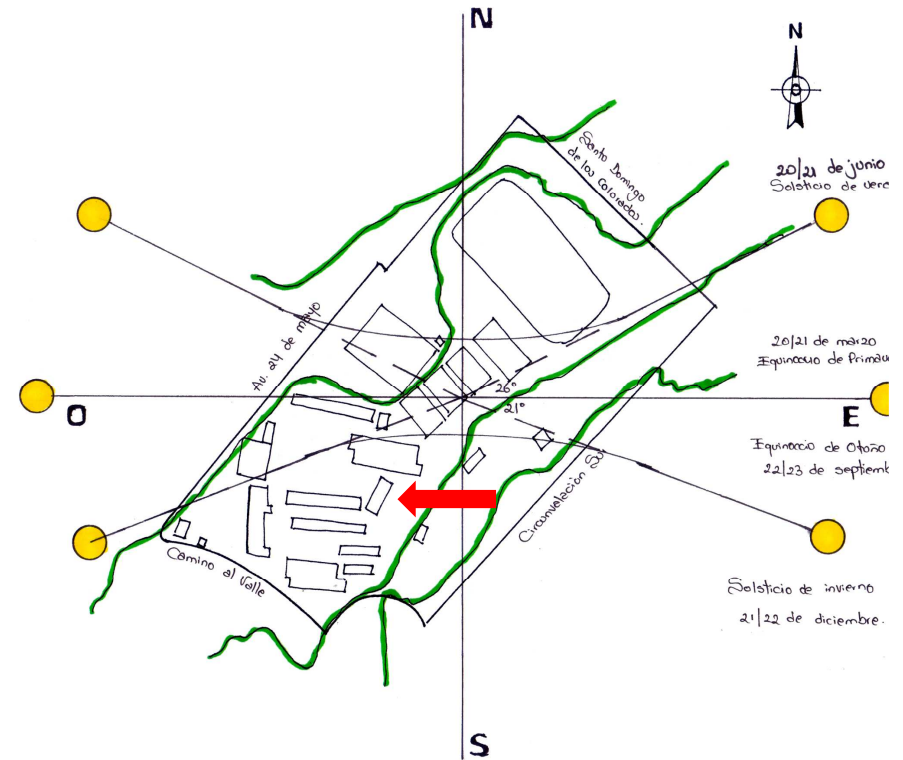 N
N
Santo Domingo
de los Colorados.
20/21 de junio
Solsticio de vera
Av. 24 de mayo
20/21 de marzo
Equinoccio de Primav
26°
21°
O
E
Equinoccio de Otoño
22/23 de septiemb
Circunvalación Su
Camino al Valle
Solsticio de invierno
21/22 de diciembre.
S